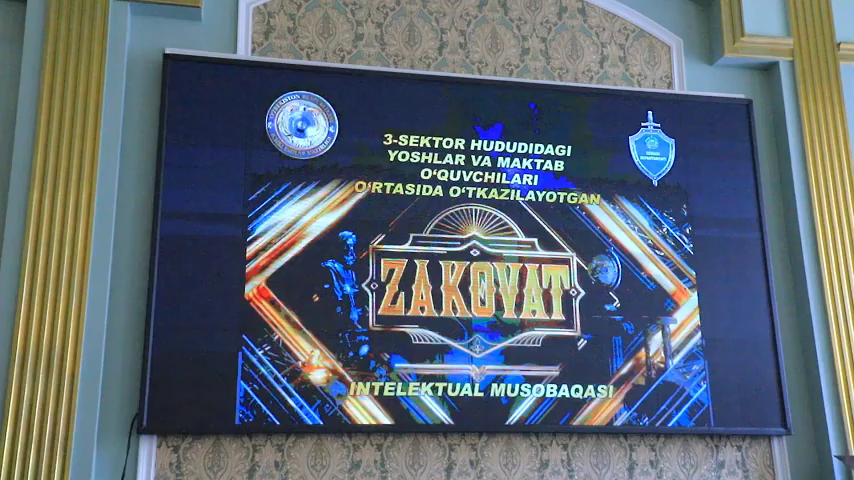 3-SEKTOR HUDUDIDAGI
YOSHLAR VA MAKTAB
O'QUVCHILARI
O'RTASIDA O'TKAZILAYOTGAN
ZAKOVAT
INTELEKTUAL MUSOBAQASI